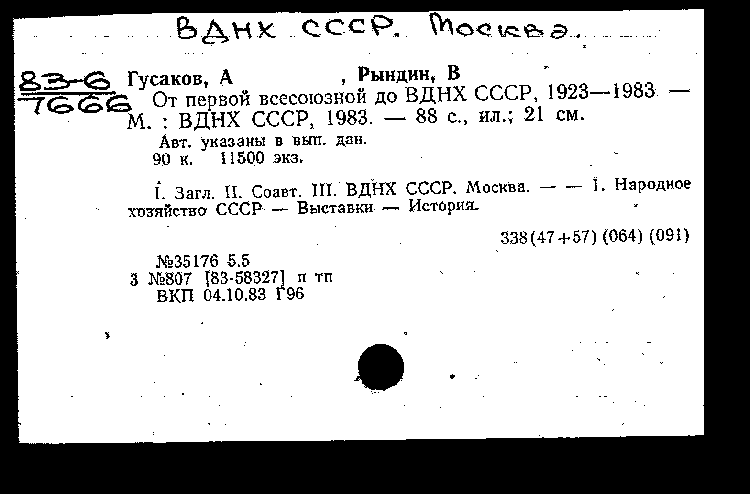 ВДНХ СССР. Москва.
83-6
7666
Гусаков, А , Рындин, В
От первой всесоюзной до ВДНХ СССР, 1923—1983 —
М. : ВДНХ СССР, 1983. — 88 с., ил.; 21 см.
Авт. указаны в вып. дан.
90 к. 11500 экз.
I. Загл. II. Соавт. III. ВДНХ СССР. Москва. — — 1. Народное
хозяйство СССР — Выставки — История.
338(47+57) (064) (091)
№35176 5.5
3 №807 [83-58327] п тп
ВКП 04.10.83 Г96